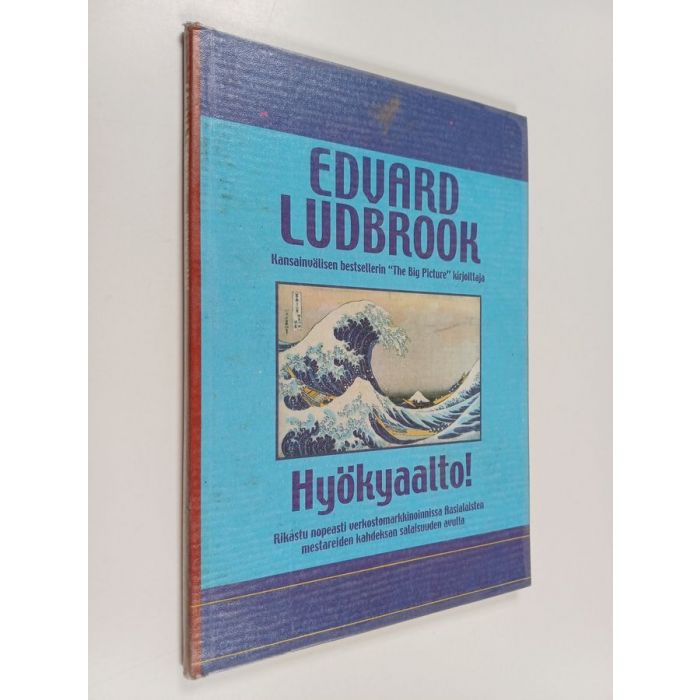 EDVARD
LUDBROOK
Kansainvälisen bestsellerin "The Big Picture" kirjoittaja
Hyökyaalto!
Rikastu nopeasti verkostomarkkinoinnissa Aasialaisten
mestareiden kahdeksan salaisuuden avulla